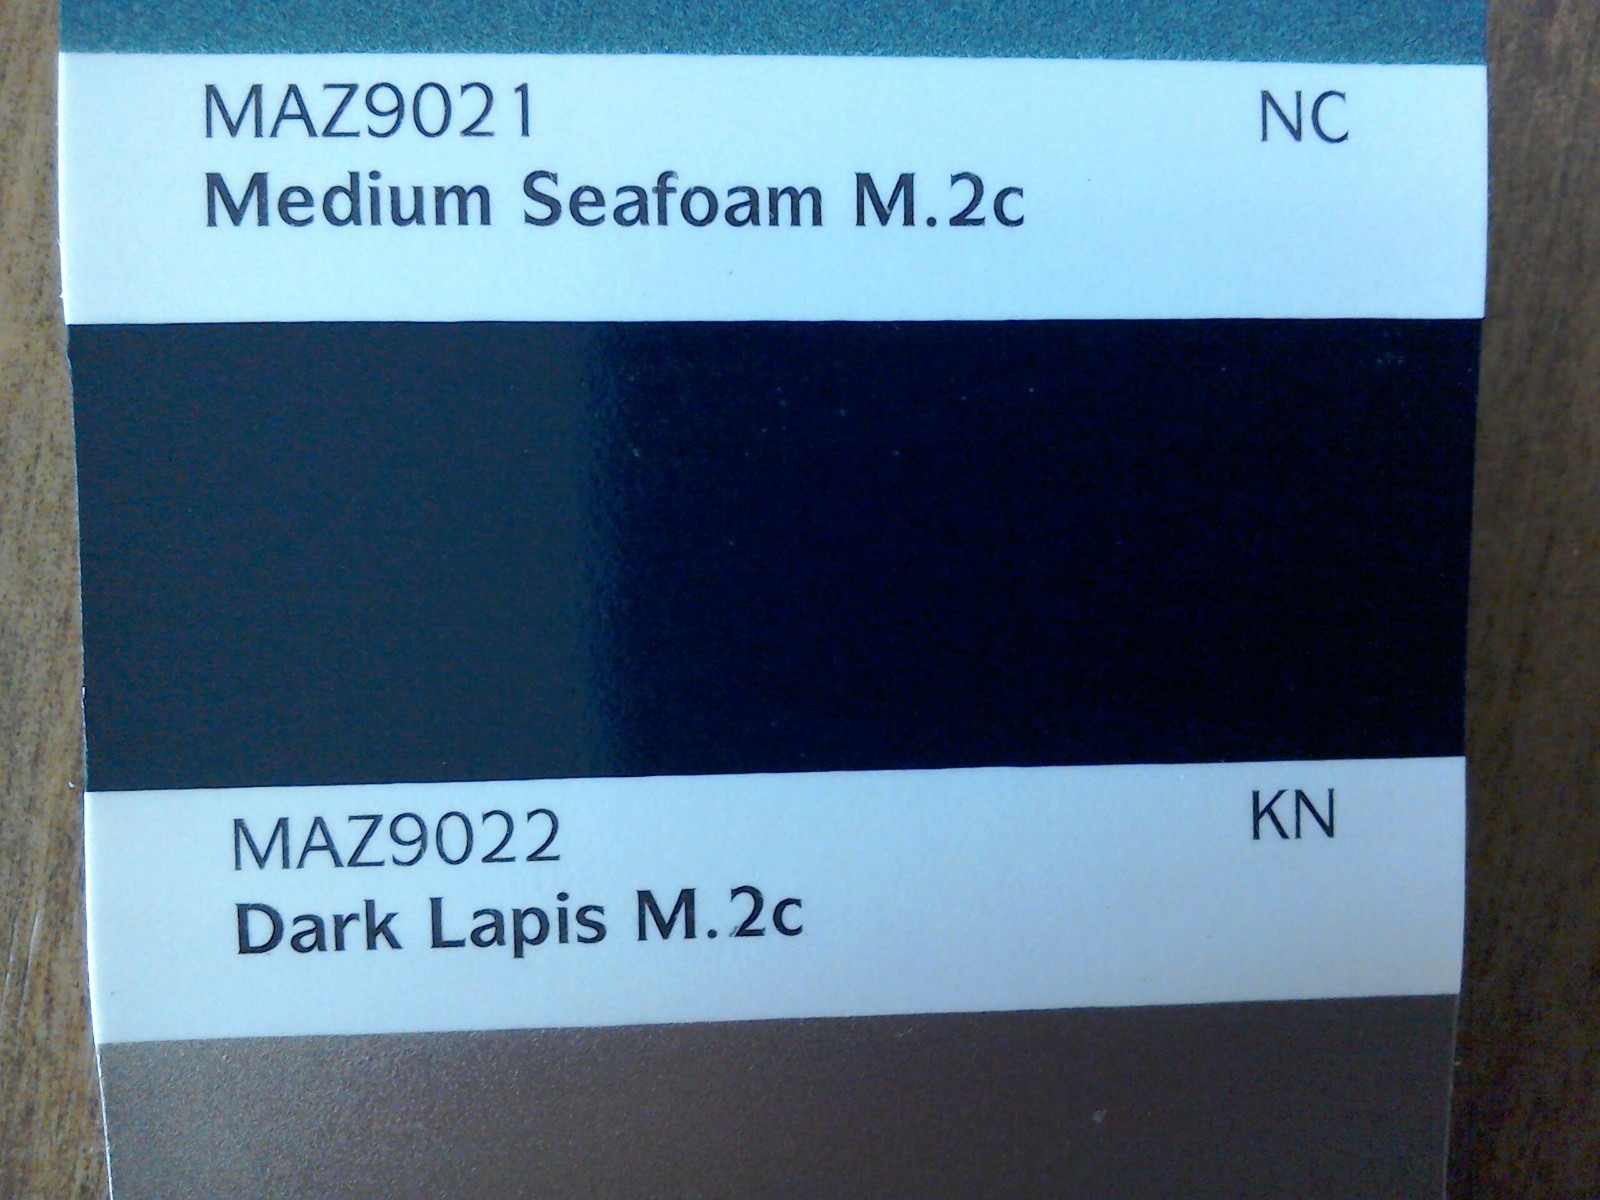 MAZ9021 NC
Medium Seafoam M.2c
MAZ9022 KN
Dark Lapis M.2c